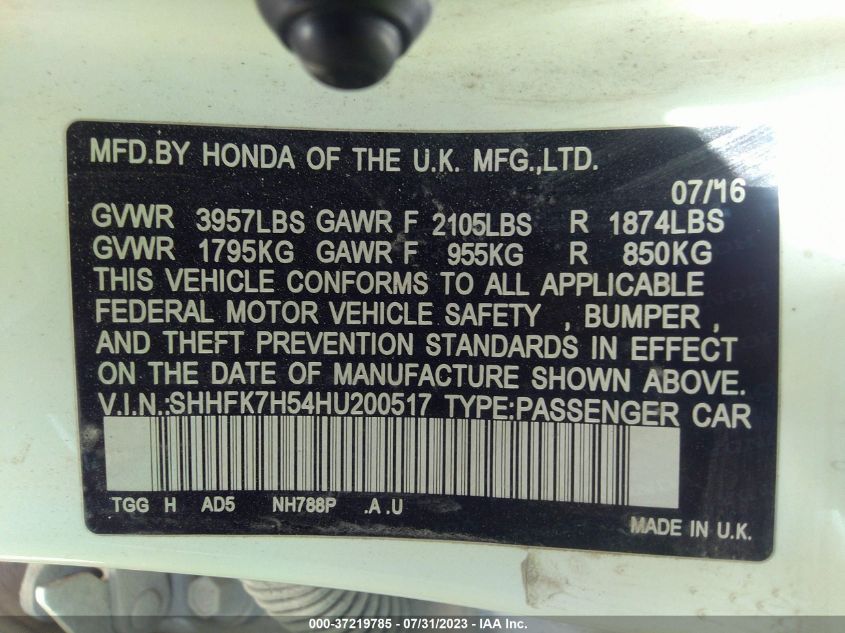 MFD.BY HONDA OF THE U.K. MFG.,LTD.
07/16
GVWR 3957LBS GAWR F 2105LBS R 1874LBS
GVWR 1795KG GAWR F 955KG R 850KG
THIS VEHICLE CONFORMS TO ALL APPLICABLE
FEDERAL MOTOR VEHICLE SAFETY , BUMPER ,
AND THEFT PREVENTION STANDARDS IN EFFECT
ON THE DATE OF MANUFACTURE SHOWN ABOVE.
V.I.N.:SHHFK7H54HU200517 TYPE:PASSENGER CAR
TGG H AD5 NH788P .A .U
MADE IN U.K.
000-37219785 - 07/31/2023 - IAA Inc.